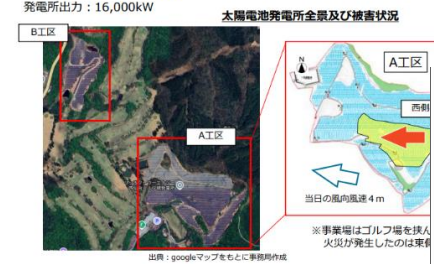 発電所出力：16,000kW
太陽電池発電所全景及び被害状況
B工区
A工区
A工区
N
西側
当日の風向風速４ｍ
※事業場はゴルフ場を挟ん
火災が発生したのは東側
出典：googleマップをもとに事務局作成